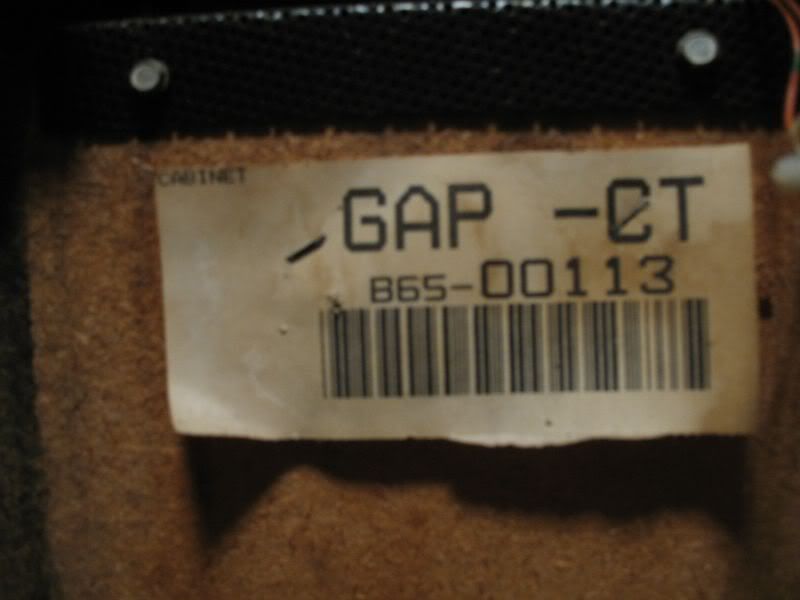 CABINET
GAP -CT
B65-00113